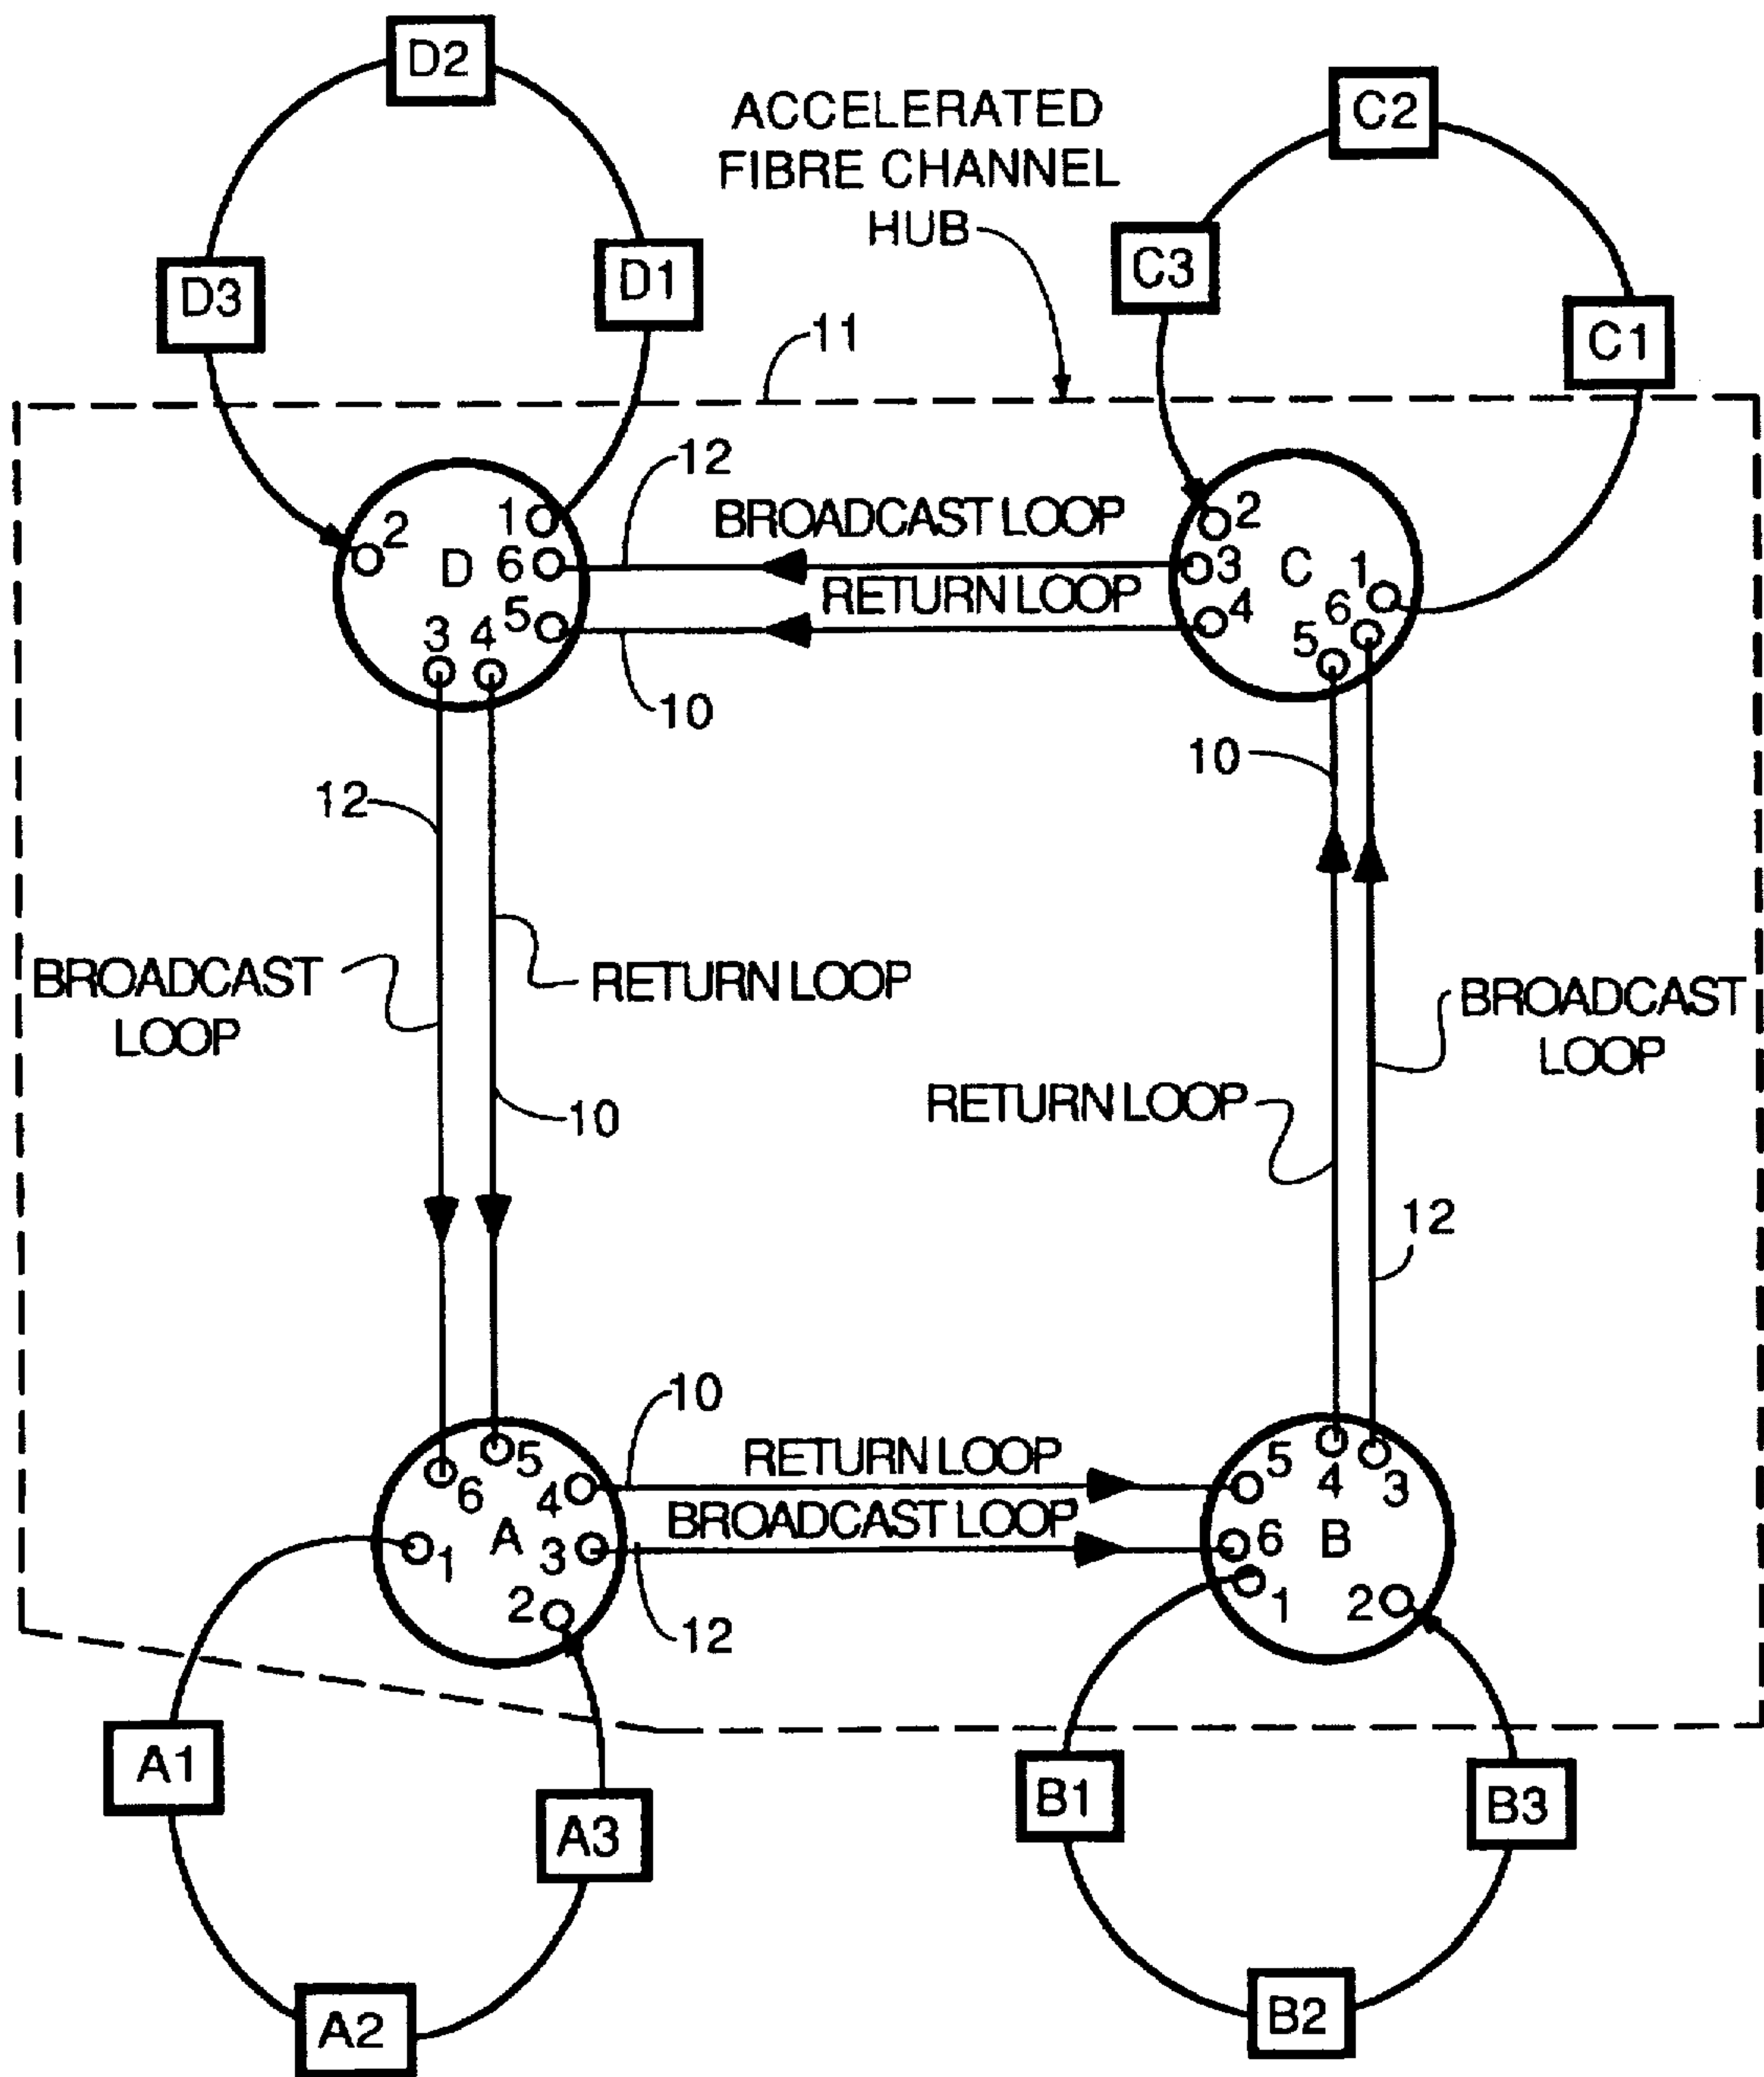 D2
ACCELERATED
FIBRE CHANNEL
HUB
C2
C3
D1
D3
C1
11
12
BROADCAST LOOP
RETURN LOOP
10
1
2
D
6
5
3
4
2
3
C
1
4
6
5
10
12
BROADCAST
LOOP
RETURN LOOP
10
BROADCAST
LOOP
RETURN LOOP
12
10
RETURN LOOP
BROADCAST LOOP
12
5
6
4
A
3
1
2
5
4
3
6
B
1
2
A1
A3
A2
B1
B3
B2